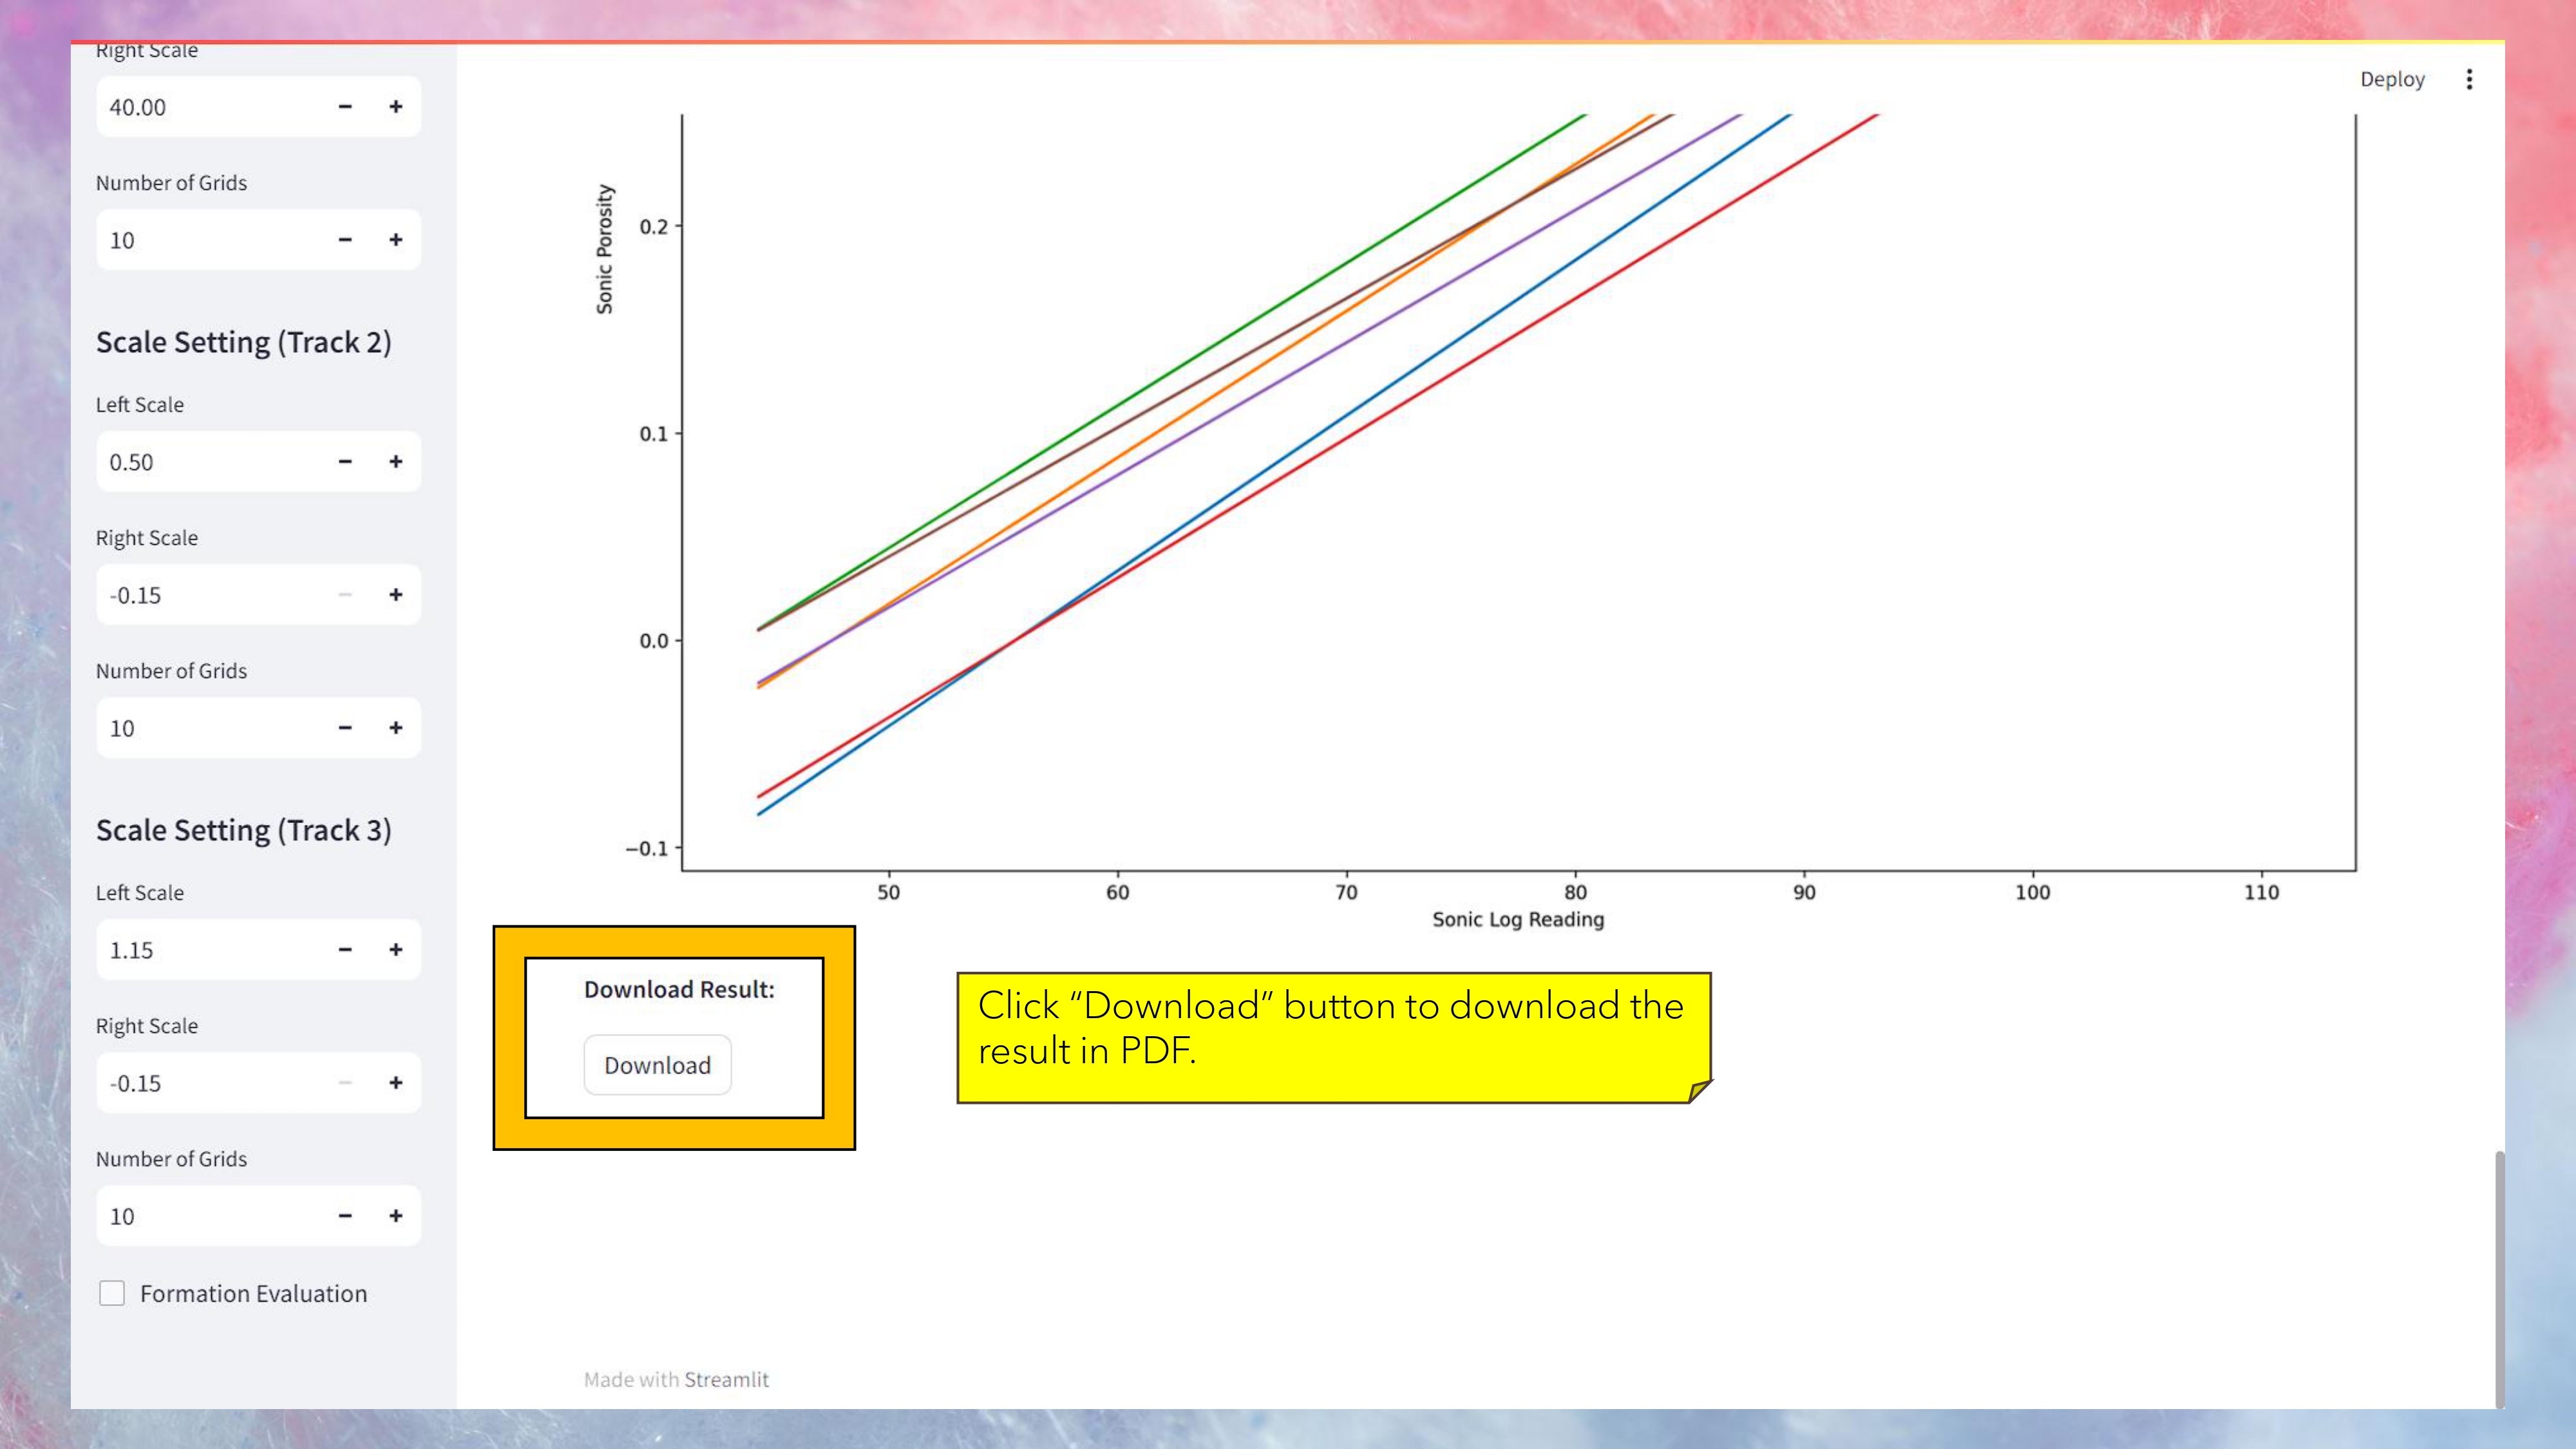 Right Scale
40.00
Number of Grids
10
Scale Setting (Track 2)
Left Scale
0.50
Right Scale
-0.15
Number of Grids
10
Scale Setting (Track 3)
Left Scale
1.15
Right Scale
-0.15
Number of Grids
10
Formation Evaluation
Deploy
Sonic Porosity
0.2
0.1
0.0
−0.1
50 60 70 80 90 100 110
Sonic Log Reading
Download Result:
Download
Click “Download” button to download the
result in PDF.
Made with Streamlit